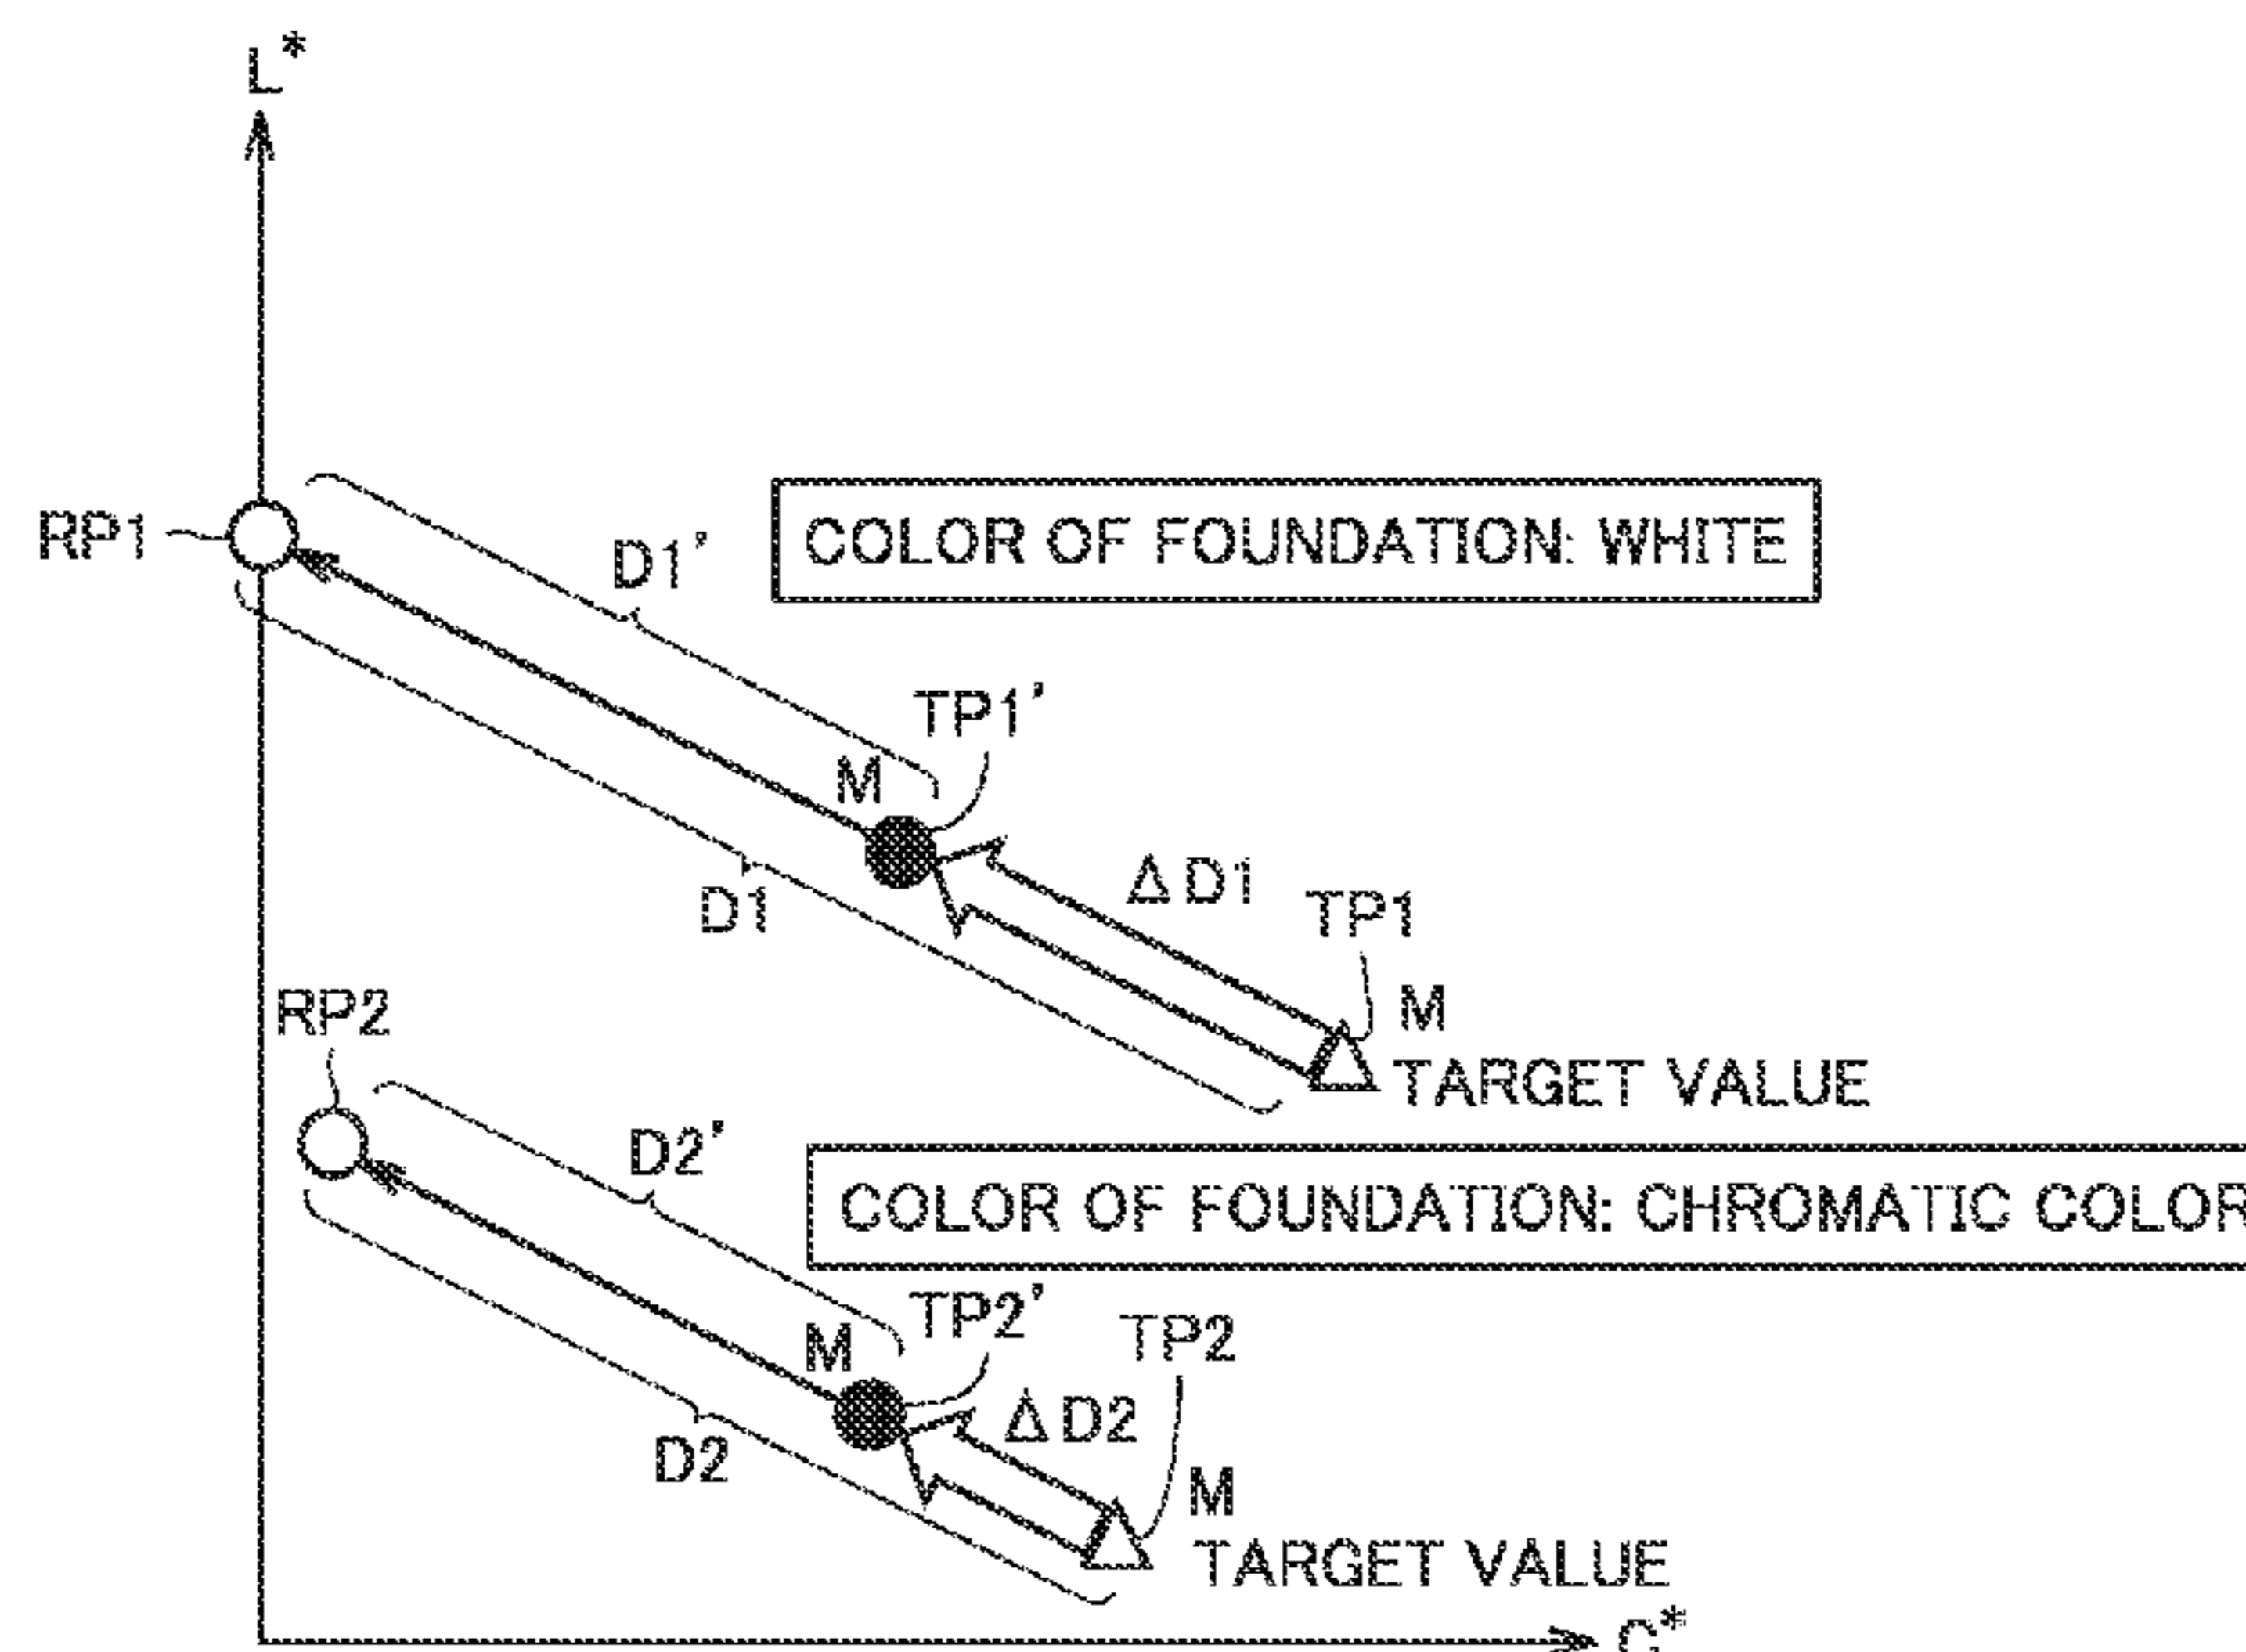 L*
RP1
D1'
COLOR OF FOUNDATION: WHITE
TP1'
M
D1
ΔD1
TP1
M
TARGET VALUE
RP2
D2'
COLOR OF FOUNDATION: CHROMATIC COLOR
TP2'
M
TP2
D2
ΔD2
M
TARGET VALUE
C*